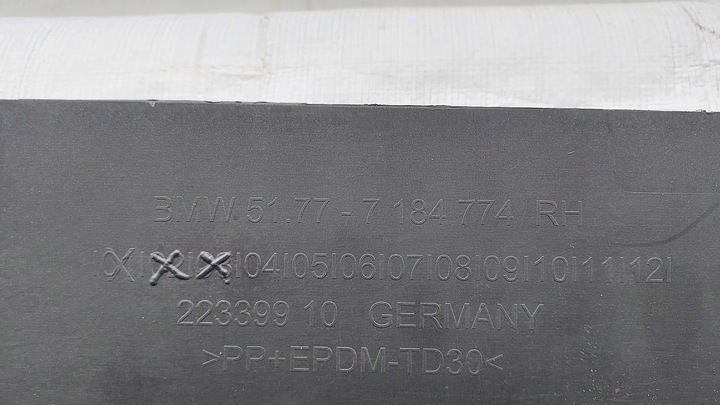 BMW 51.77 - 7 184 774 RH
|04|05|06|07|08|09|10|11|12|
223399 10 GERMANY
>PP+EPDM-TD30<